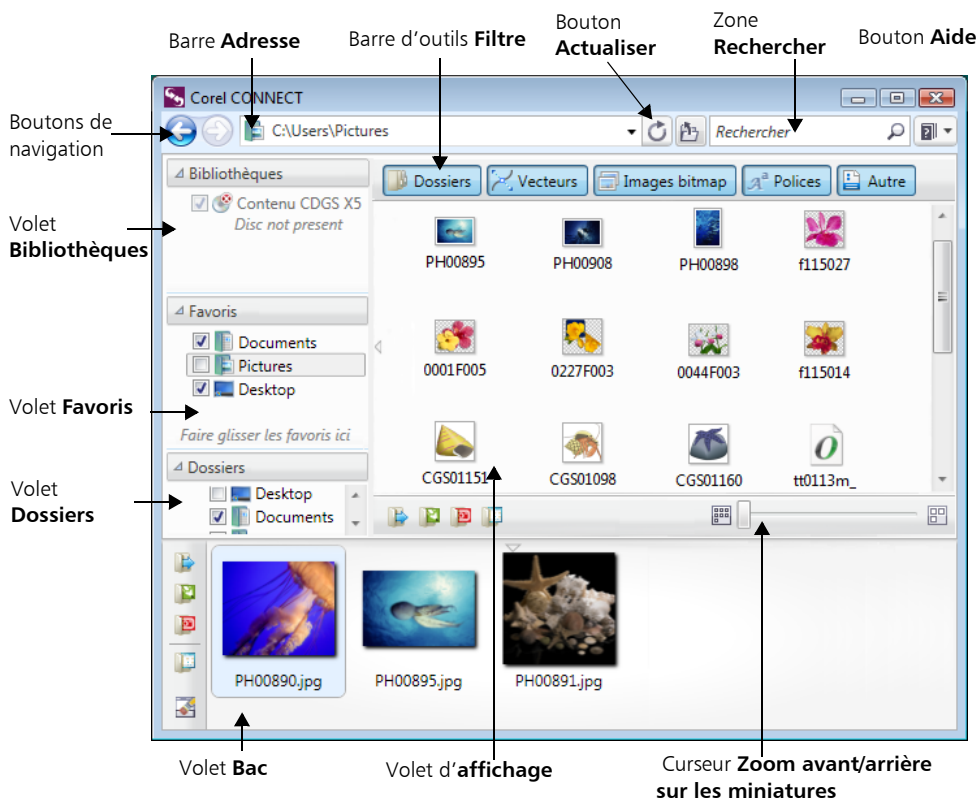 Barre Adresse
Barre d'outils Filtre
Bouton
Actualiser
Zone
Rechercher
Bouton Aide
Boutons de
navigation
Volet
Bibliothèques
Volet Favoris
Volet
Dossiers
Corel CONNECT
C:\Users\Pictures
Rechercher
Bibliothèques
Contenu CDGS X5
Disc not present
Favoris
Documents
Pictures
Desktop
Faire glisser les favoris ici
Dossiers
Desktop
Documents
Dossiers Vecteurs Images bitmap Polices Autre
PH00895 PH00908 PH00898 f115027
0001F005 0227F003 0044F003 f115014
CGS01151 CGS01098 CGS01160 tt0113m_
PH00890.jpg PH00895.jpg PH00891.jpg
Volet Bac
Volet d'affichage
Curseur Zoom avant/arrière
sur les miniatures